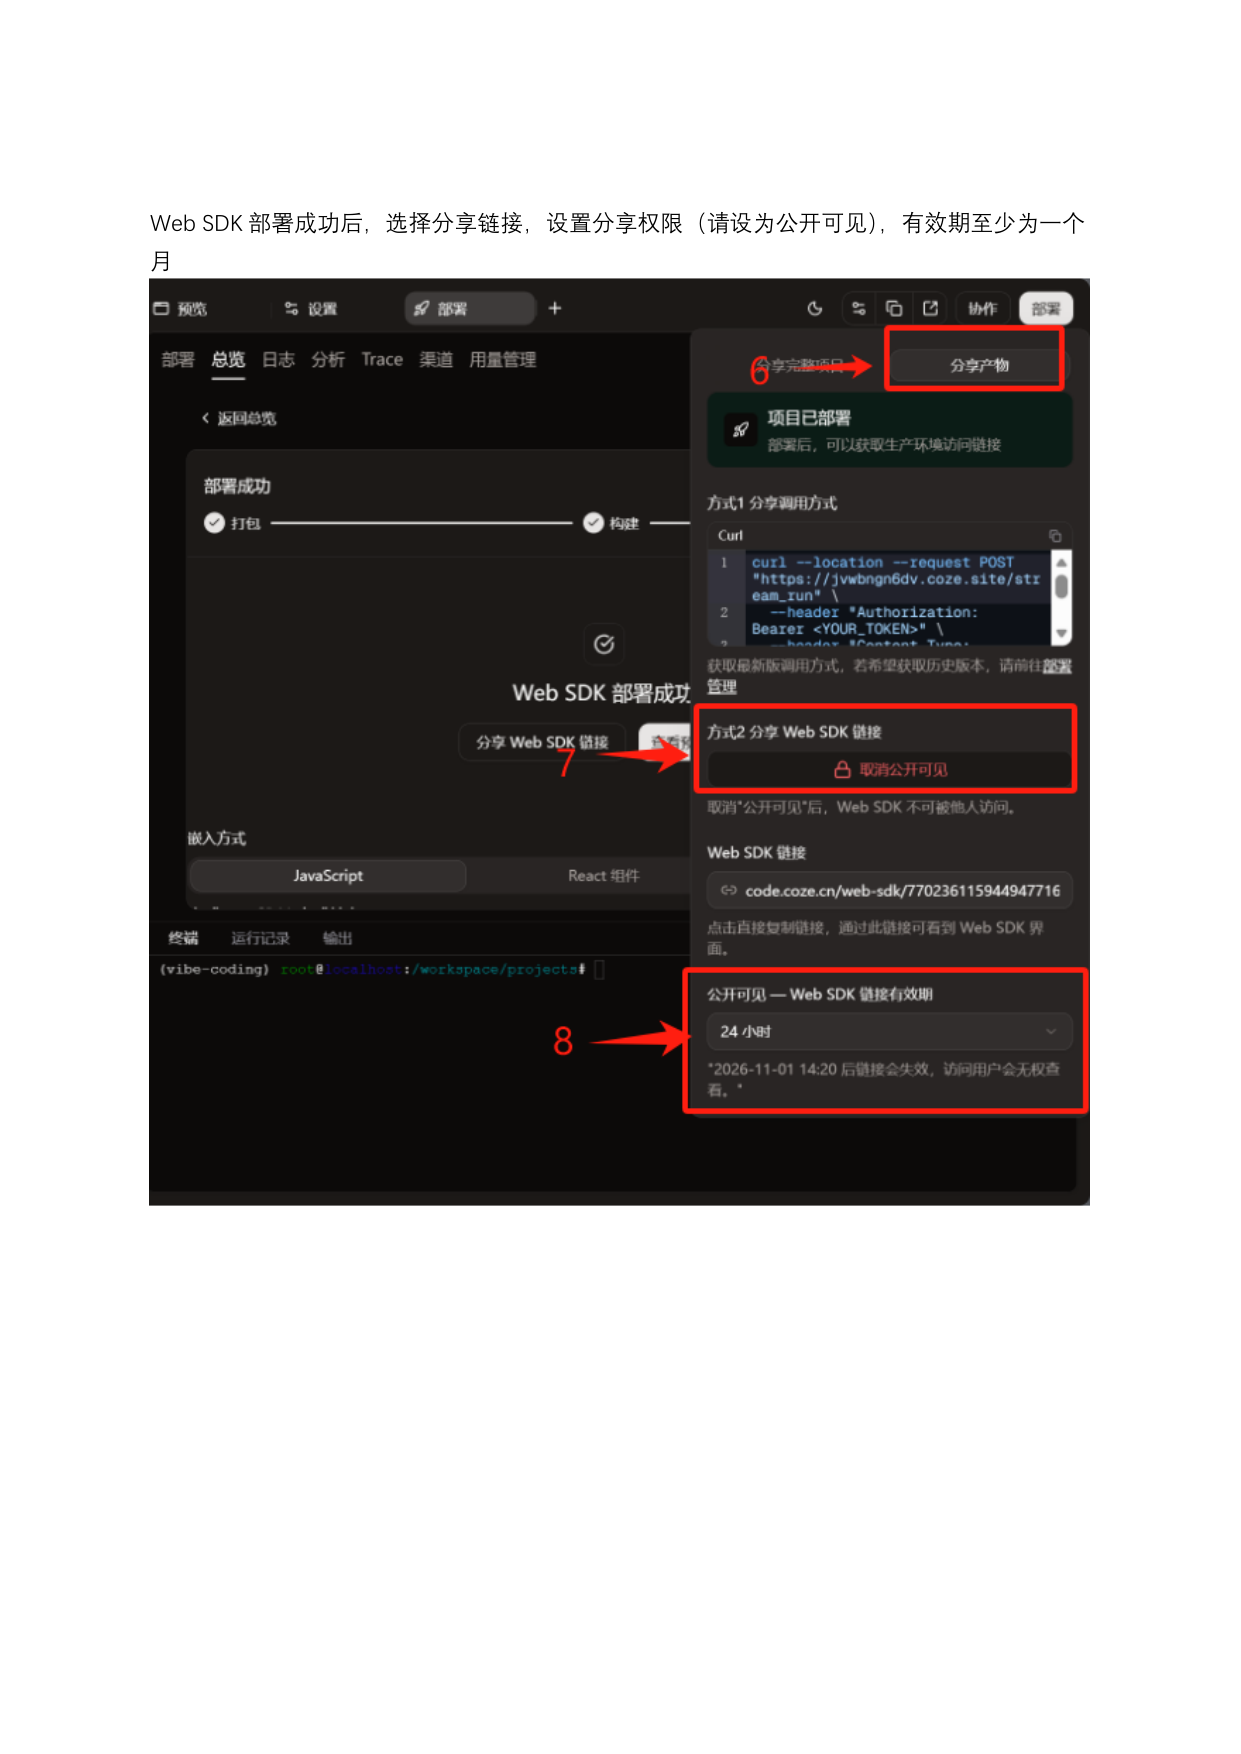 Web SDK 部署成功后，选择分享链接，设置分享权限（请设为公开可见），有效期至少为一个
月
预览 设置 部署 + 协作 部署
部署 总览 日志 分析 Trace 渠道 用量管理
分享完整项目 分享产物
6
返回总览
项目已部署
部署后，可以获取生产环境访问链接
部署成功
打包 构建
方式1 分享调用方式
Curl
1 curl --location --request POST
"https://jvwbngn6dv.coze.site/str
eam_run" \
2 --header "Authorization:
Bearer <YOUR_TOKEN>" \
--header "Content-Type:
获取最新版调用方式，若希望获取历史版本，请前往部署
管理
Web SDK 部署成功
分享 Web SDK 链接 查看
7
方式2 分享 Web SDK 链接
取消公开可见
取消"公开可见"后，Web SDK 不可被他人访问。
嵌入方式
JavaScript React 组件
Web SDK 链接
code.coze.cn/web-sdk/770236115944947716
点击直接复制链接，通过此链接可看到 Web SDK 界
面。
终端 运行记录 输出
(vibe-coding) root@localhost:/workspace/projects#
公开可见 — Web SDK 链接有效期
24 小时
8
"2026-11-01 14:20 后链接会失效，访问用户会无权查
看。"